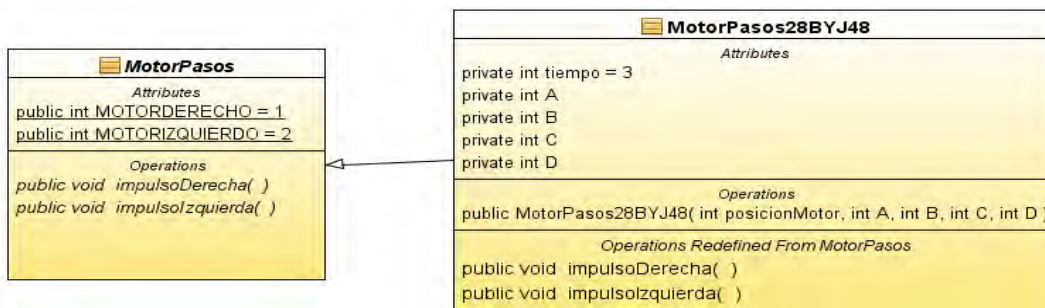 MotorPasos
Attributes
public int MOTORDERECHO = 1
public int MOTORIZQUIERDO = 2
Operations
public void impulsoDerecha( )
public void impulsoIzquierda( )
MotorPasos28BYJ48
Attributes
private int tiempo = 3
private int A
private int B
private int C
private int D
Operations
public MotorPasos28BYJ48( int posicionMotor, int A, int B, int C, int D )
Operations Redefined From MotorPasos
public void impulsoDerecha( )
public void impulsoIzquierda( )